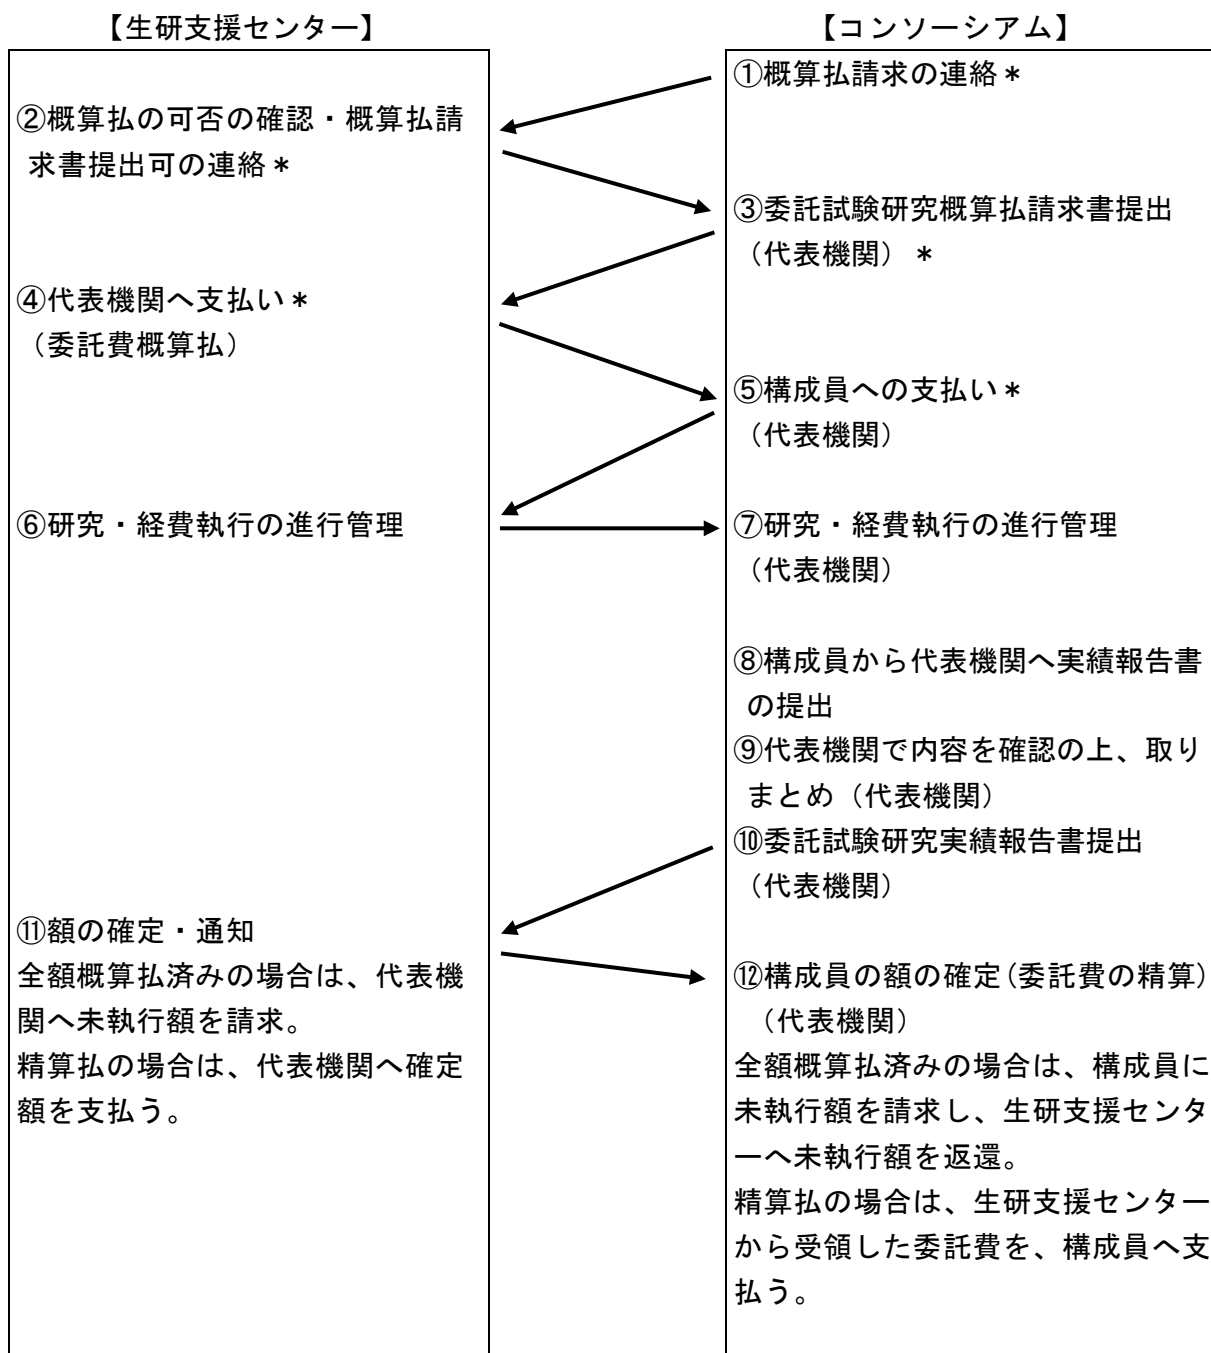 【生研支援センター】
②概算払の可否の確認・概算払請
求書提出可の連絡＊
④代表機関へ支払い＊
（委託費概算払）
⑥研究・経費執行の進行管理
⑪額の確定・通知
全額概算払済みの場合は、代表機
関へ未執行額を請求。
精算払の場合は、代表機関へ確定
額を支払う。
【コンソーシアム】
①概算払請求の連絡＊
③委託試験研究概算払請求書提出
（代表機関）＊
⑤構成員への支払い＊
（代表機関）
⑦研究・経費執行の進行管理
（代表機関）
⑧構成員から代表機関へ実績報告書
の提出
⑨代表機関で内容を確認の上、取り
まとめ（代表機関）
⑩委託試験研究実績報告書提出
（代表機関）
⑫構成員の額の確定（委託費の精算）
（代表機関）
全額概算払済みの場合は、構成員に
未執行額を請求し、生研支援センタ
ーへ未執行額を返還。
精算払の場合は、生研支援センター
から受領した委託費を、構成員へ支
払う。